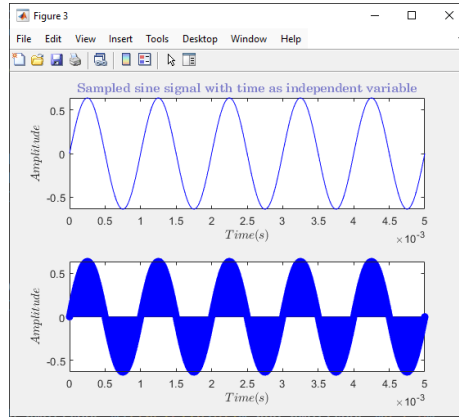 Figure 3
File Edit View Insert Tools Desktop Window Help
Sampled sine signal with time as independent variable
Amplitude
0.5
0
-0.5
0 0.5 1 1.5 2 2.5 3 3.5 4 4.5 5
Time(s)
×10⁻³
Amplitude
0.5
0
-0.5
0 0.5 1 1.5 2 2.5 3 3.5 4 4.5 5
Time(s)
×10⁻³